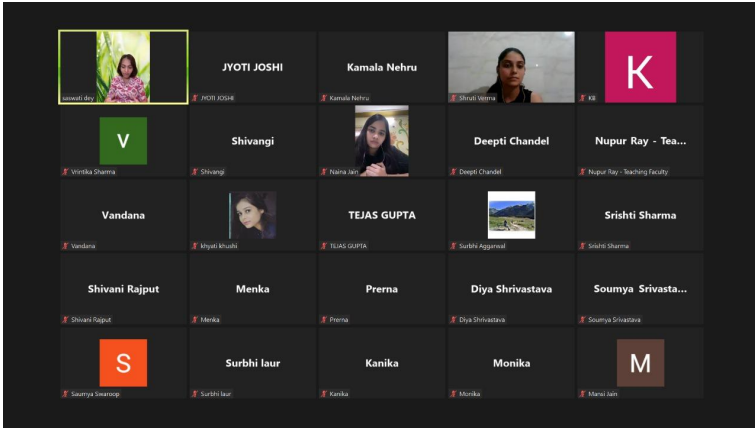 saswati dey
JYOTI JOSHI
JYOTI JOSHI
Kamala Nehru
Kamala Nehru
Shruti Verma
K
KB
V
Vrintika Sharma
Shivangi
Shivangi
Naina Jain
Deepti Chandel
Deepti Chandel
Nupur Ray - Tea...
Nupur Ray - Teaching Faculty
Vandana
Vandana
khyati khushi
TEJAS GUPTA
TEJAS GUPTA
Surbhi Aggarwal
Srishti Sharma
Srishti Sharma
Shivani Rajput
Shivani Rajput
Menka
Menka
Prerna
Prerna
Diya Shrivastava
Diya Shrivastava
Soumya Srivasta...
Soumya Srivastava
S
Saumya Swaroop
Surbhi laur
Surbhi laur
Kanika
Kanika
Monika
Monika
M
Mansi Jain